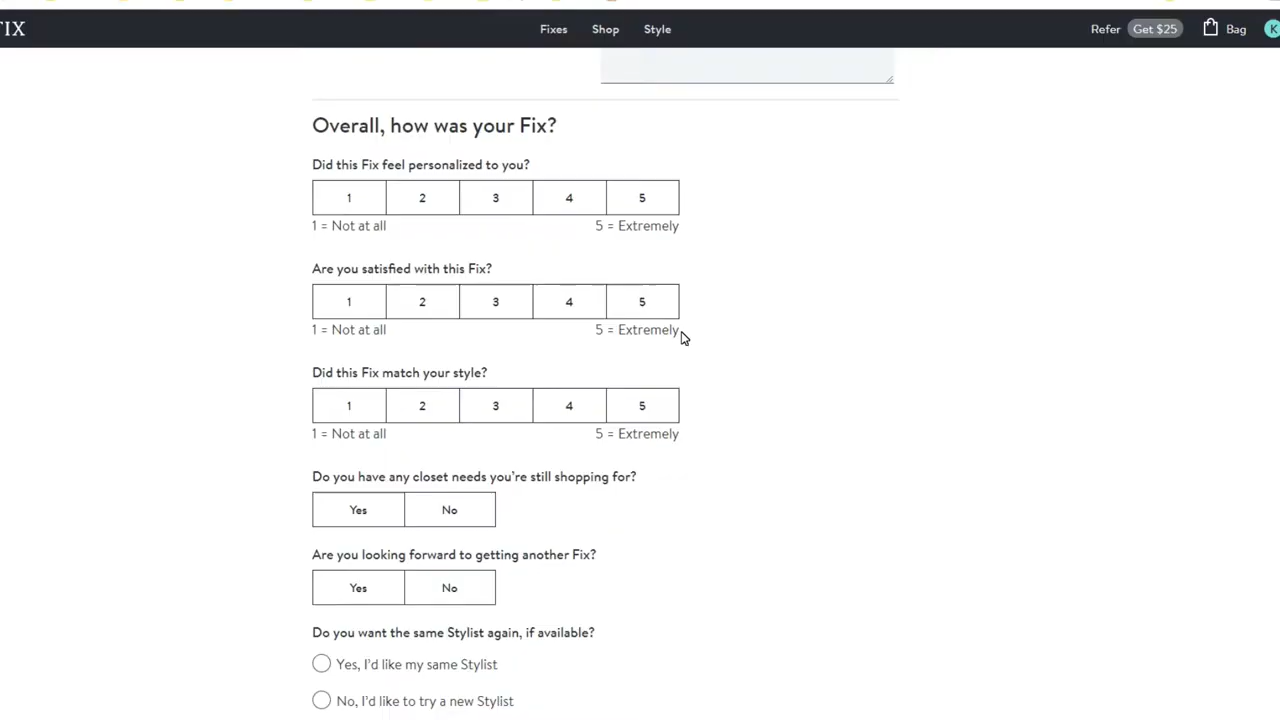 FIX Fixes Shop Style Refer Get $25 Bag K
Overall, how was your Fix?
Did this Fix feel personalized to you?
1 2 3 4 5
1 = Not at all 5 = Extremely
Are you satisfied with this Fix?
1 2 3 4 5
1 = Not at all 5 = Extremely
Did this Fix match your style?
1 2 3 4 5
1 = Not at all 5 = Extremely
Do you have any closet needs you're still shopping for?
Yes No
Are you looking forward to getting another Fix?
Yes No
Do you want the same Stylist again, if available?
Yes, I'd like my same Stylist
No, I'd like to try a new Stylist